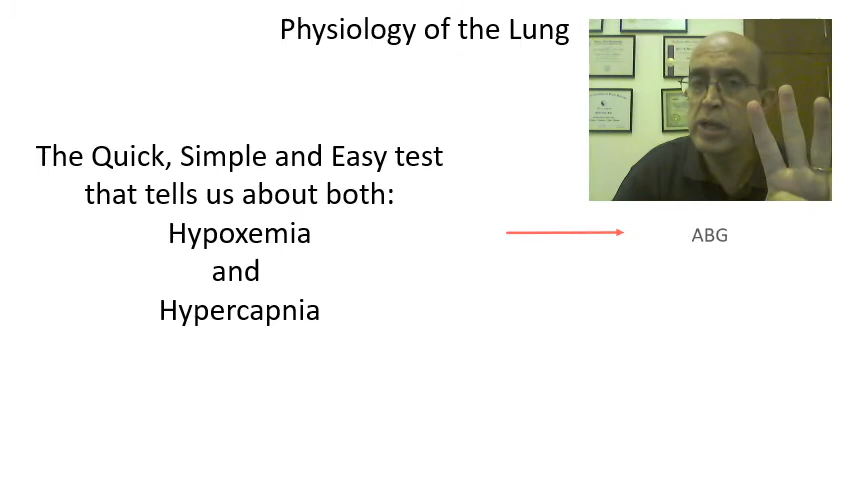 Physiology of the Lung
The Quick, Simple and Easy test
that tells us about both:
Hypoxemia
and
Hypercapnia
ABG